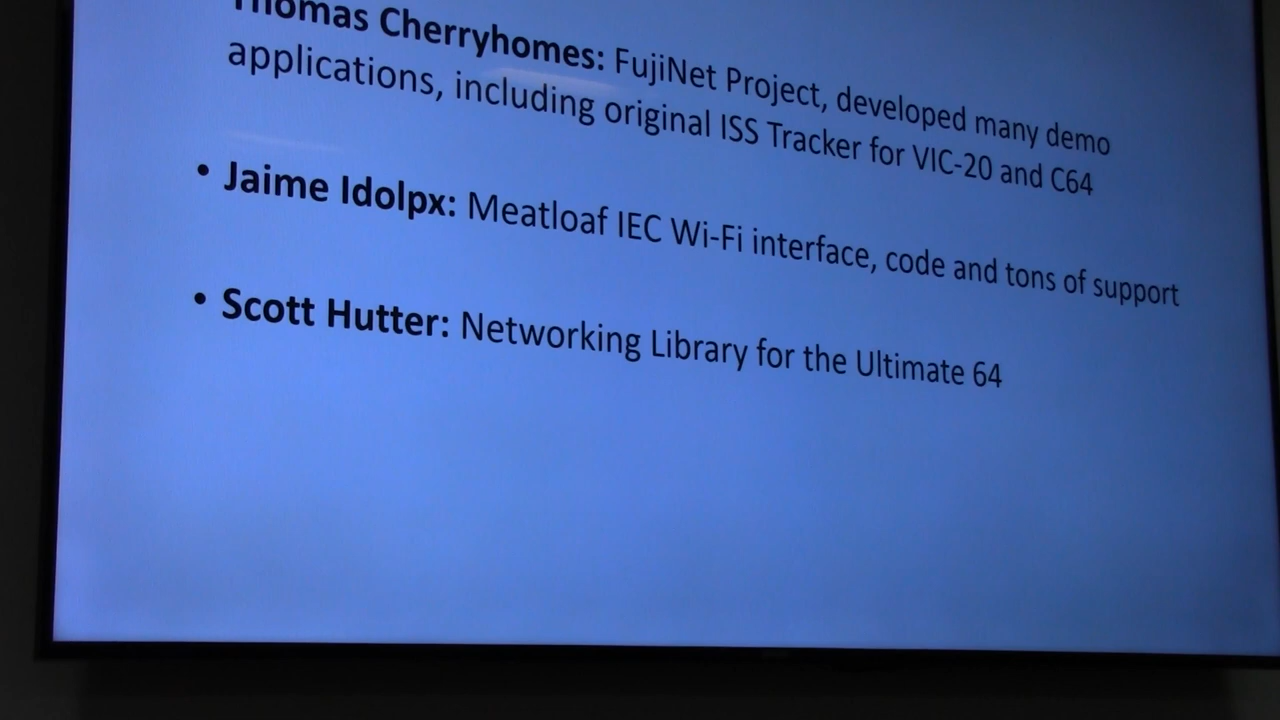 Thomas Cherryhomes: FujiNet Project, developed many demo
applications, including original ISS Tracker for VIC-20 and C64
• Jaime Idolpx: Meatloaf IEC Wi-Fi interface, code and tons of support
• Scott Hutter: Networking Library for the Ultimate 64